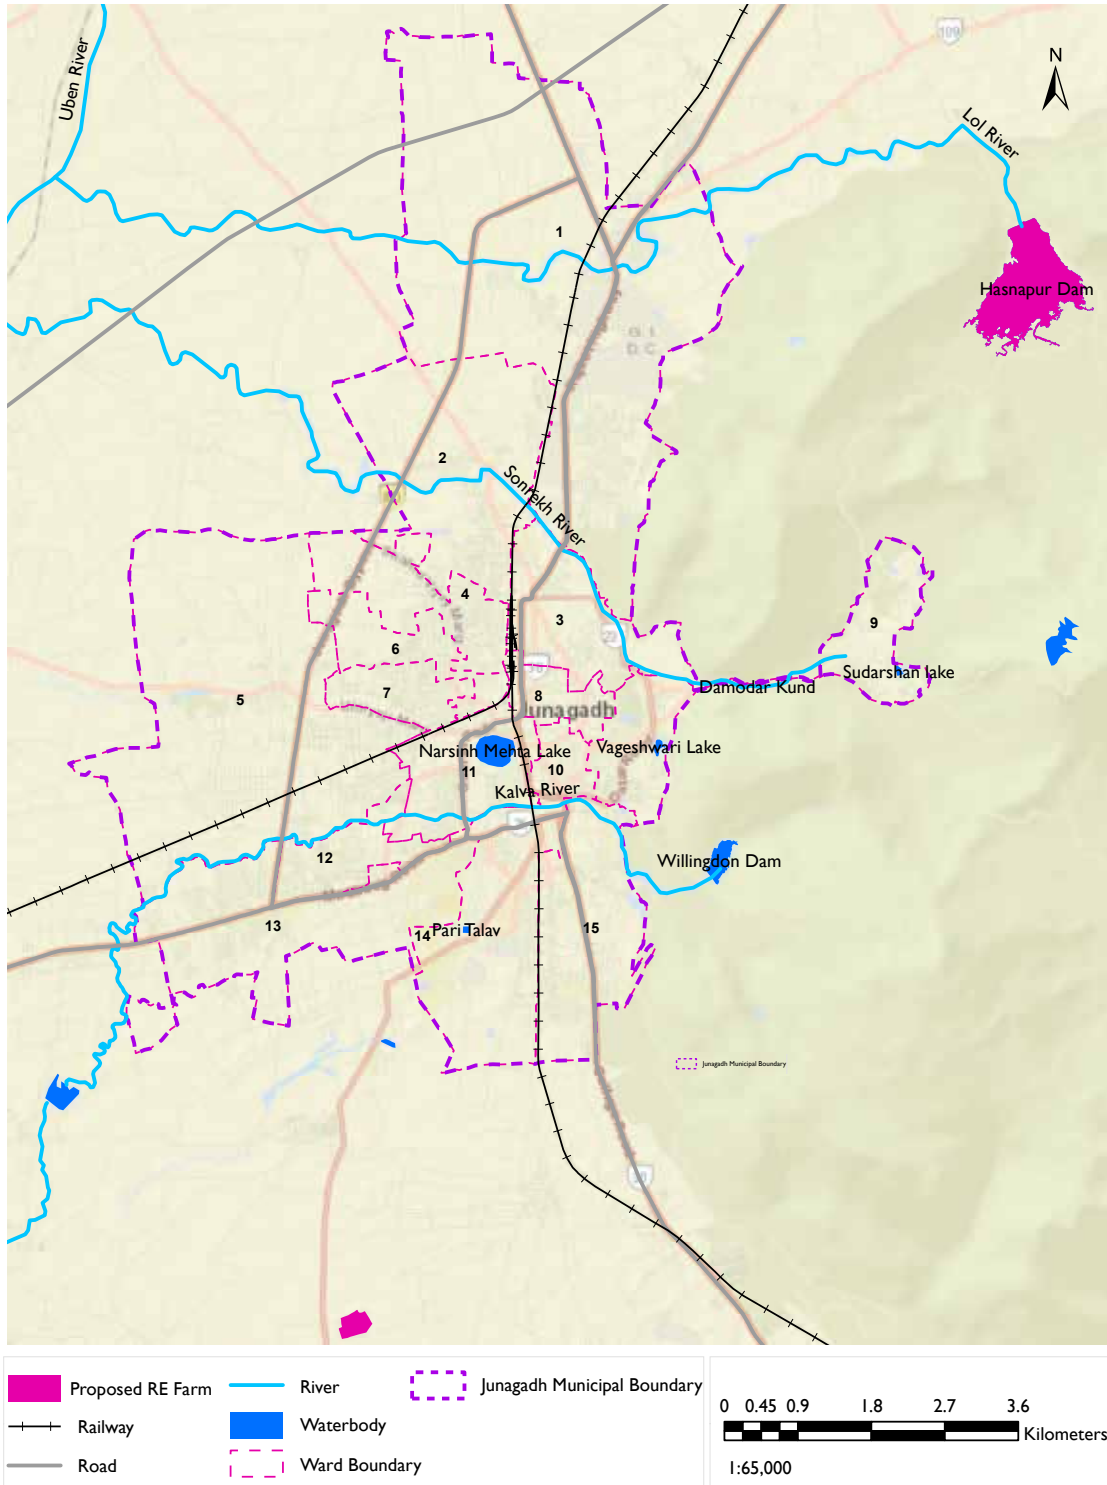 109
N
Uben River
Lol River
1
Hasnapur Dam
G I
D C
2
Sonrekh River
4
3
9
6
Sudarshan lake
7
8
Damodar Kund
5
Junagadh
Narsinh Mehta Lake
Vageshwari Lake
11
10
Kalva River
12
Willingdon Dam
13
14
Pari Talav
15
Junagadh Municipal Boundary
Proposed RE Farm
River
Junagadh Municipal Boundary
Railway
Waterbody
Road
Ward Boundary
0 0.45 0.9 1.8 2.7 3.6
Kilometers
1:65,000